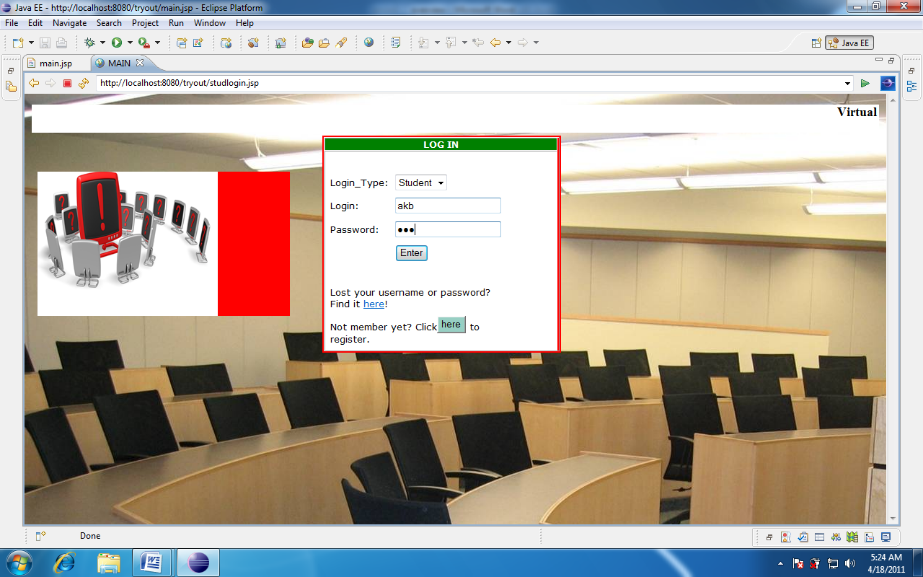 Java EE - http://localhost:8080/tryout/main.jsp - Eclipse Platform
File Edit Navigate Search Project Run Window Help
Java EE
main.jsp MAIN
http://localhost:8080/tryout/studlogin.jsp
Virtual
LOG IN
Login_Type: Student
Login: akb
Password: ●●●
Enter
Lost your username or password?
Find it here!
Not member yet? Click here to
register.
Done
5:24 AM
4/18/2011